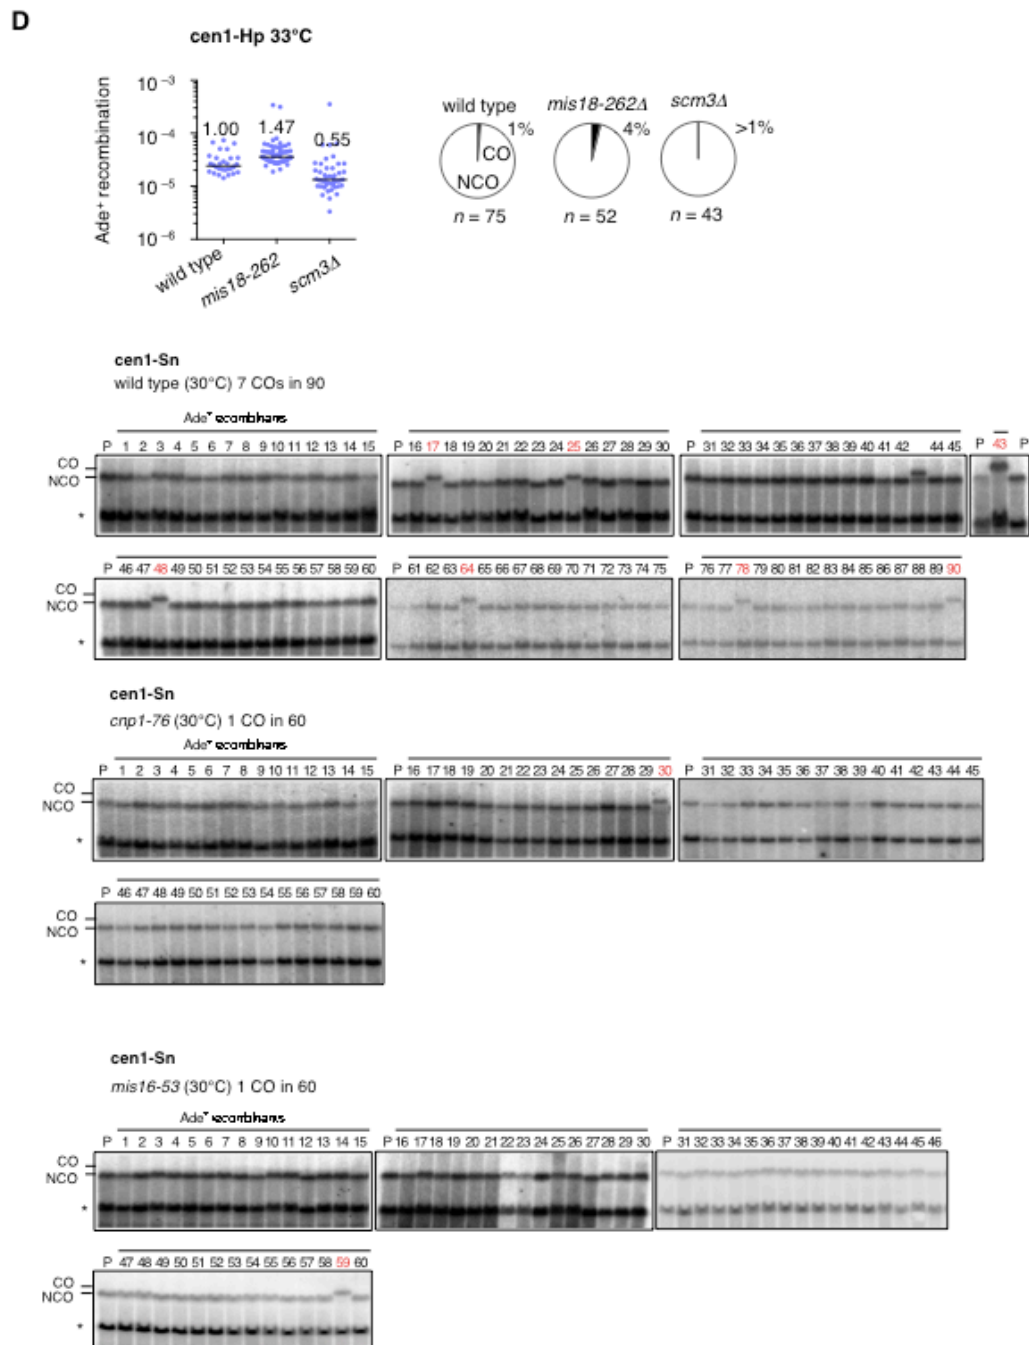 D
cen1-Hp 33°C
Ade+ recombination
10 −3
10 −4
10 −5
10 −6
1.00
1.47
0.55
wild type
mis18-262
scm3Δ
wild type
mis18-262Δ
scm3Δ
1%
4%
>1%
CO
NCO
n = 75
n = 52
n = 43
cen1-Sn
wild type (30°C) 7 COs in 90
Ade+ recombinants
P 1 2 3 4 5 6 7 8 9 10 11 12 13 14 15
P 16 17 18 19 20 21 22 23 24 25 26 27 28 29 30
P 31 32 33 34 35 36 37 38 39 40 41 42 44 45
P 43 P
CO
NCO
*
P 46 47 48 49 50 51 52 53 54 55 56 57 58 59 60
P 61 62 63 64 65 66 67 68 69 70 71 72 73 74 75
P 76 77 78 79 80 81 82 83 84 85 86 87 88 89 90
CO
NCO
*
cen1-Sn
cnp1-76 (30°C) 1 CO in 60
Ade+ recombinants
P 1 2 3 4 5 6 7 8 9 10 11 12 13 14 15
P 16 17 18 19 20 21 22 23 24 25 26 27 28 29 30
P 31 32 33 34 35 36 37 38 39 40 41 42 43 44 45
CO
NCO
*
P 46 47 48 49 50 51 52 53 54 55 56 57 58 59 60
CO
NCO
*
cen1-Sn
mis16-53 (30°C) 1 CO in 60
Ade+ recombinants
P 1 2 3 4 5 6 7 8 9 10 11 12 13 14 15
P 16 17 18 19 20 21 22 23 24 25 26 27 28 29 30
P 31 32 33 34 35 36 37 38 39 40 41 42 43 44 45 46
CO
NCO
*
P 47 48 49 50 51 52 53 54 55 56 57 58 59 60
CO
NCO
*